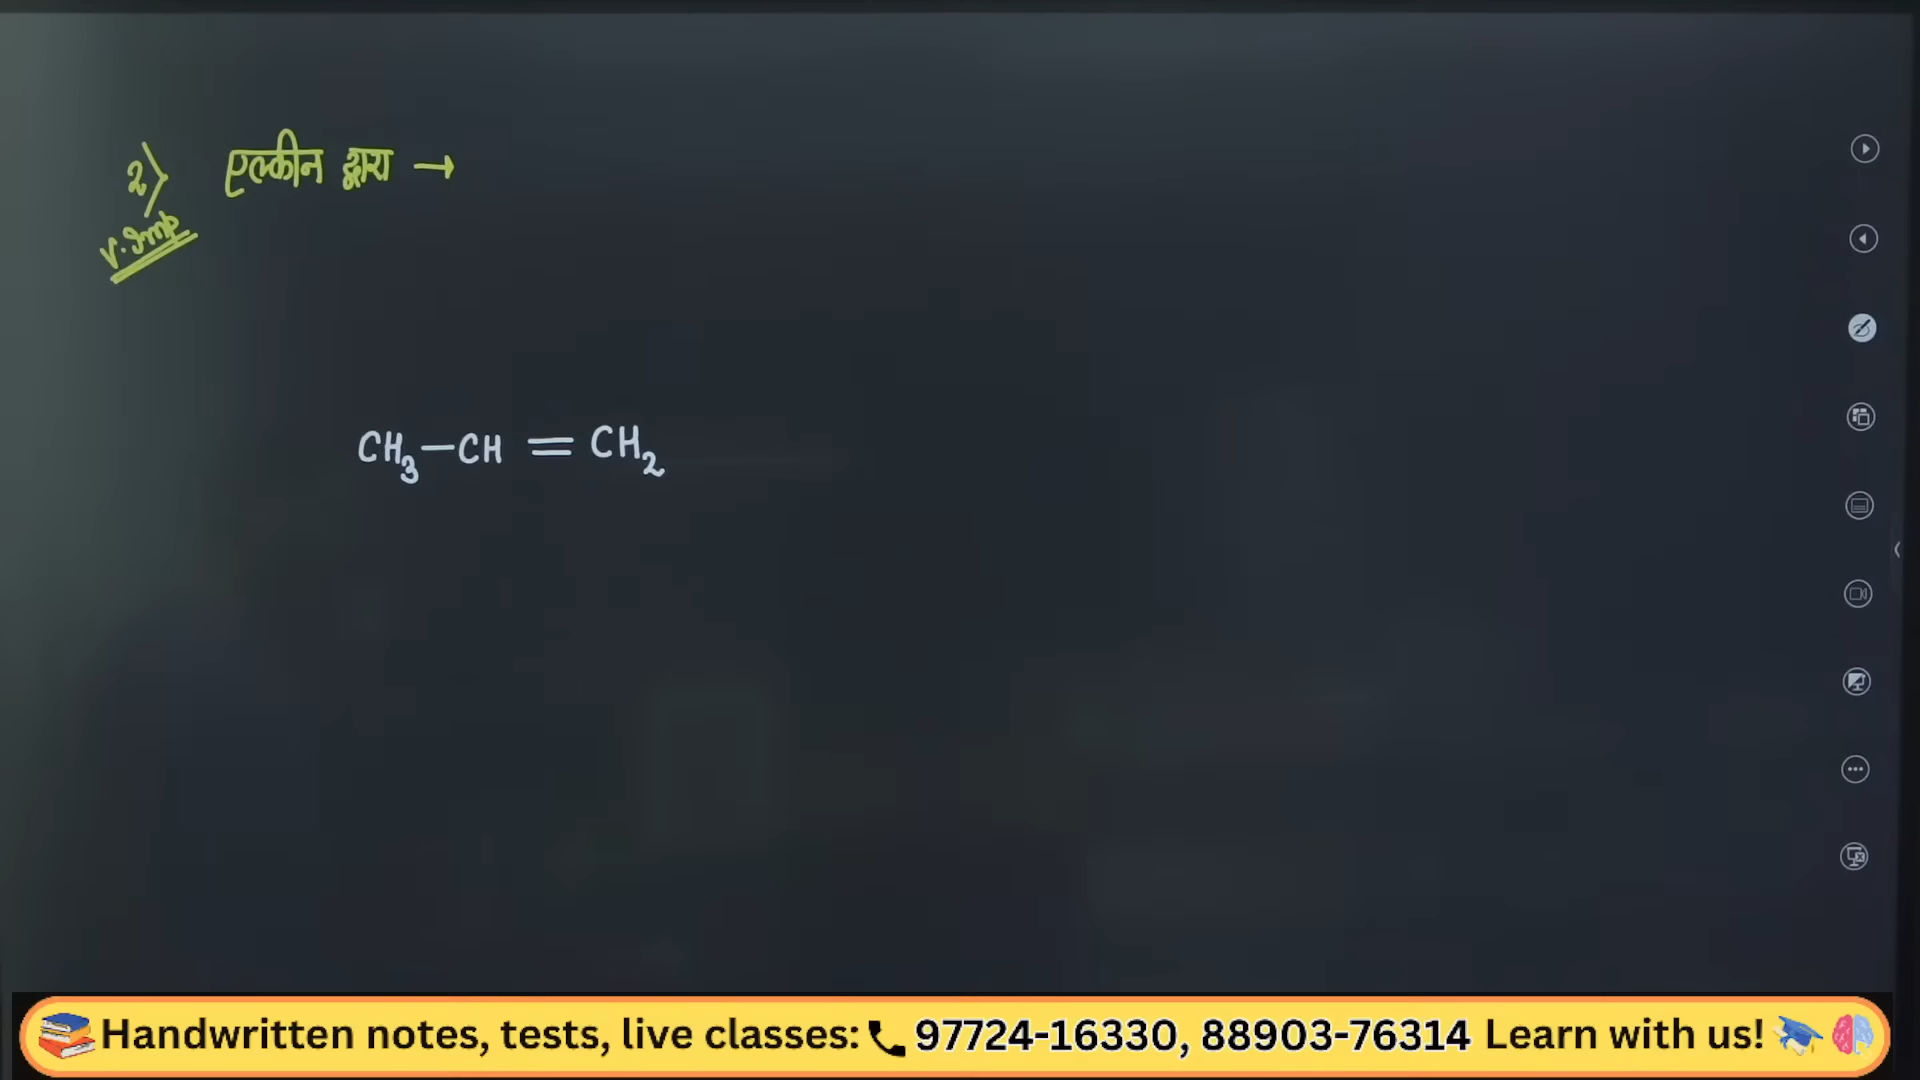 2) एल्कीन द्वारा →
V. Imp
CH₃—CH=CH₂
Handwritten notes, tests, live classes: 97724-16330, 88903-76314 Learn with us!